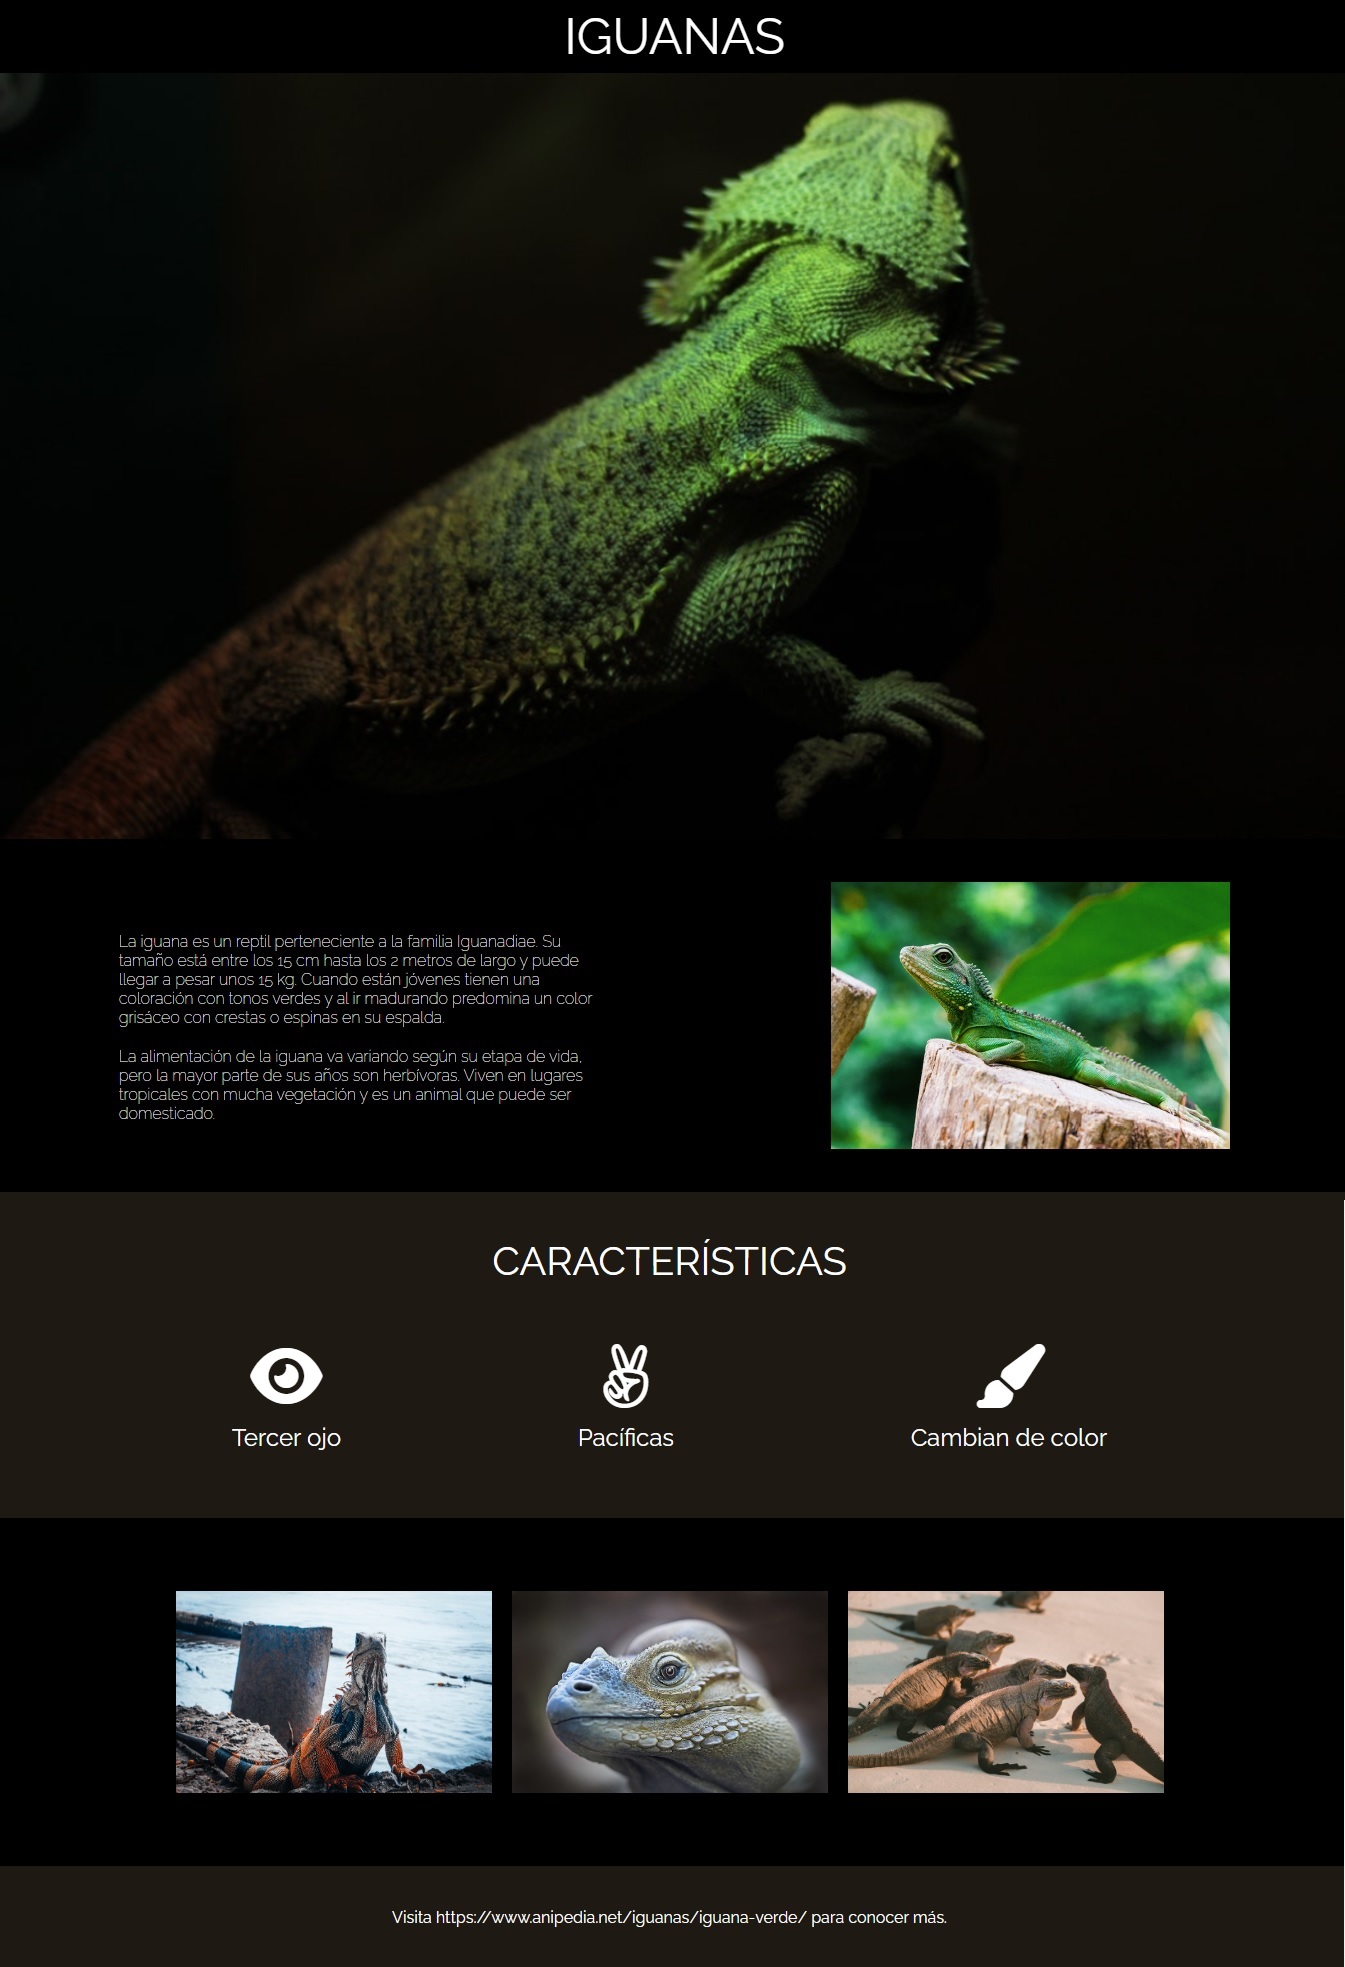 IGUANAS
La iguana es un reptil perteneciente a la familia Iguanadiae. Su
tamaño está entre los 15 cm hasta los 2 metros de largo y puede
llegar a pesar unos 15 kg. Cuando están jóvenes tienen una
coloración con tonos verdes y al ir madurando predomina un color
grisáceo con crestas o espinas en su espalda.
La alimentación de la iguana va variando según su etapa de vida,
pero la mayor parte de sus años son herbívoras. Viven en lugares
tropicales con mucha vegetación y es un animal que puede ser
domesticado.
CARACTERÍSTICAS
Tercer ojo
Pacíficas
Cambian de color
Visita https://www.anipedia.net/iguanas/iguana-verde/ para conocer más.